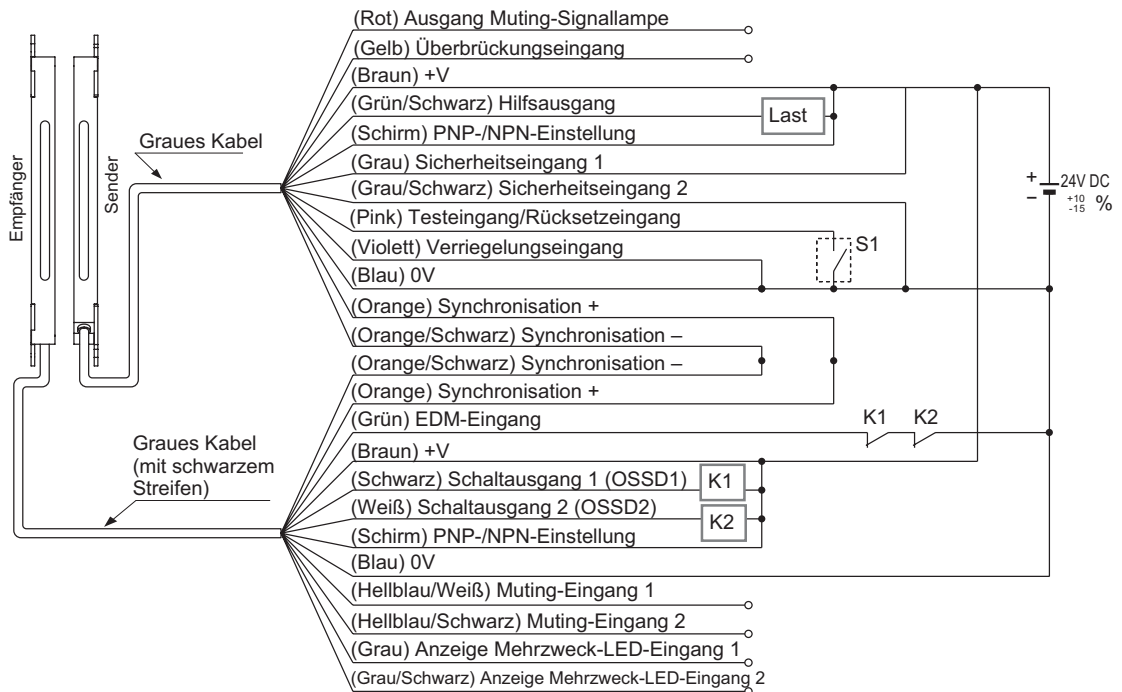 (Rot) Ausgang Muting-Signallampe
(Gelb) Überbrückungseingang
(Braun) +V
(Grün/Schwarz) Hilfsausgang
Last
(Schirm) PNP-/NPN-Einstellung
(Grau) Sicherheitseingang 1
(Grau/Schwarz) Sicherheitseingang 2
(Pink) Testeingang/Rücksetzeingang
S1
(Violett) Verriegelungseingang
(Blau) 0V
(Orange) Synchronisation +
(Orange/Schwarz) Synchronisation –
Empfänger
Sender
Graues Kabel
+
–
24V DC
+10
-15
%
(Orange/Schwarz) Synchronisation –
(Orange) Synchronisation +
(Grün) EDM-Eingang
K1
K2
(Braun) +V
(Schwarz) Schaltausgang 1 (OSSD1)
K1
(Weiß) Schaltausgang 2 (OSSD2)
K2
(Schirm) PNP-/NPN-Einstellung
(Blau) 0V
(Hellblau/Weiß) Muting-Eingang 1
(Hellblau/Schwarz) Muting-Eingang 2
(Grau) Anzeige Mehrzweck-LED-Eingang 1
(Grau/Schwarz) Anzeige Mehrzweck-LED-Eingang 2
Graues Kabel
(mit schwarzem
Streifen)